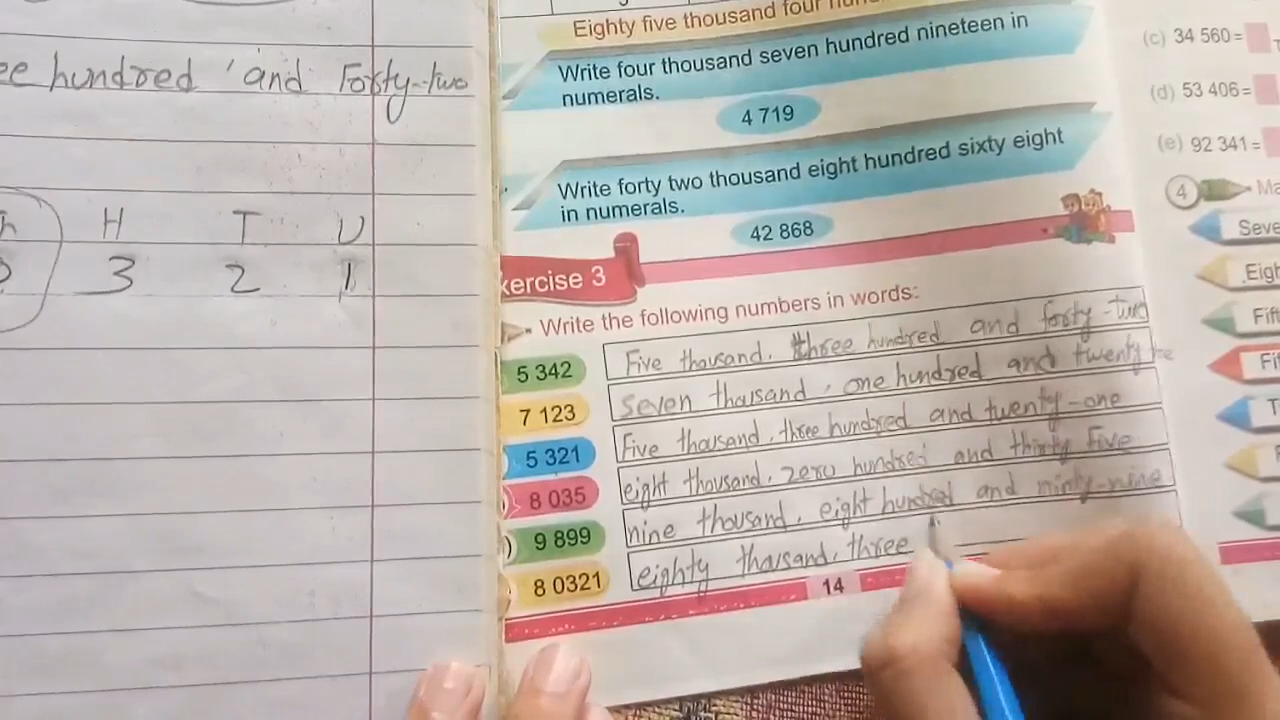 hundred and Forty-two
H T U
3 2 1
Eighty five thousand four
Write four thousand seven hundred nineteen in
numerals.
4 719
Write forty two thousand eight hundred sixty eight
in numerals.
42 868
xercise 3
Write the following numbers in words:
5 342 Five thousand, three hundred and forty-two
7 123 seven thousand, one hundred and twenty
5 321 Five thousand, three hundred and twenty-one
8 035 eight thousand, zero hundred and thirty five
9 899 nine thousand, eight hundred and ninty-nine
8 0321 eighty thousand, three
14
(c) 34 560 =
(d) 53 406 =
(e) 92 341 =
4